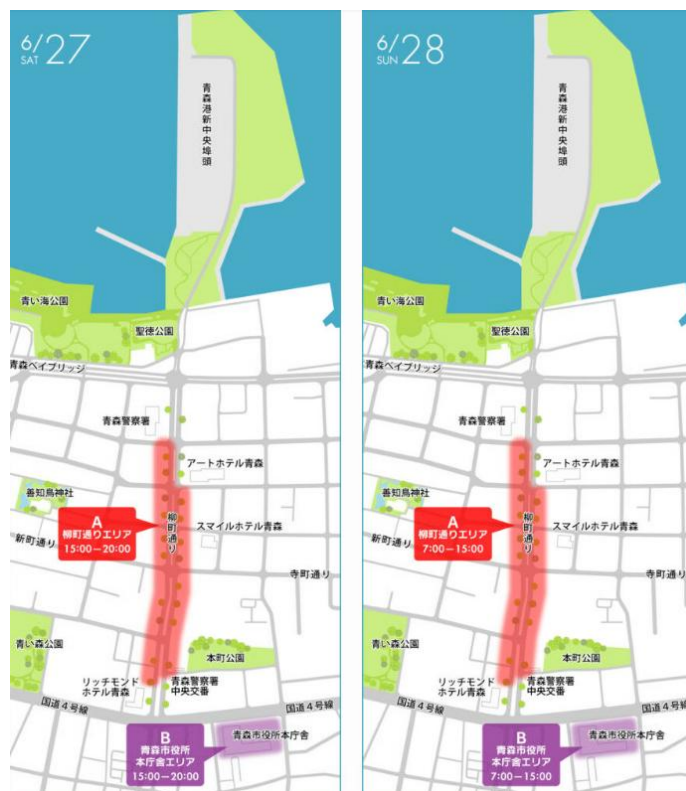 6/27
SAT
青森港新中央埠頭
青い海公園
聖徳公園
青森ベイブリッジ
青森警察署
アートホテル青森
善知鳥神社
A
柳町通りエリア
15:00−20:00
柳町通り
スマイルホテル青森
新町通り
寺町通り
青い森公園
本町公園
リッチモンド
ホテル青森
青森警察署
中央交番
国道4号線
国道4号線
B
青森市役所
本庁舎エリア
15:00−20:00
青森市役所本庁舎
6/28
SUN
青森港新中央埠頭
青い海公園
聖徳公園
青森ベイブリッジ
青森警察署
アートホテル青森
善知鳥神社
A
柳町通りエリア
7:00−15:00
柳町通り
スマイルホテル青森
新町通り
寺町通り
青い森公園
本町公園
リッチモンド
ホテル青森
青森警察署
中央交番
国道4号線
国道4号線
B
青森市役所
本庁舎エリア
7:00−15:00
青森市役所本庁舎